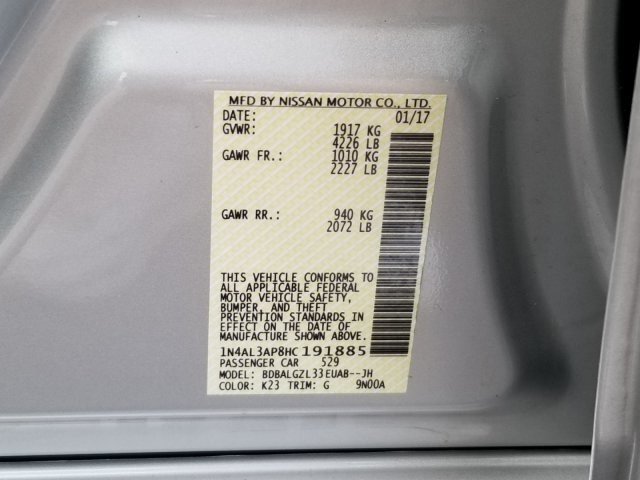 MFD BY NISSAN MOTOR CO., LTD.
DATE: 01/17
GVWR: 1917 KG
4226 LB
GAWR FR.: 1010 KG
2227 LB
GAWR RR.: 940 KG
2072 LB
THIS VEHICLE CONFORMS TO
ALL APPLICABLE FEDERAL
MOTOR VEHICLE SAFETY,
BUMPER, AND THEFT
PREVENTION STANDARDS IN
EFFECT ON THE DATE OF
MANUFACTURE SHOWN ABOVE.
1N4AL3AP8HC191885
PASSENGER CAR 529
MODEL: BDBALGZL33EUAB--JH
COLOR: K23 TRIM: G 9N00A